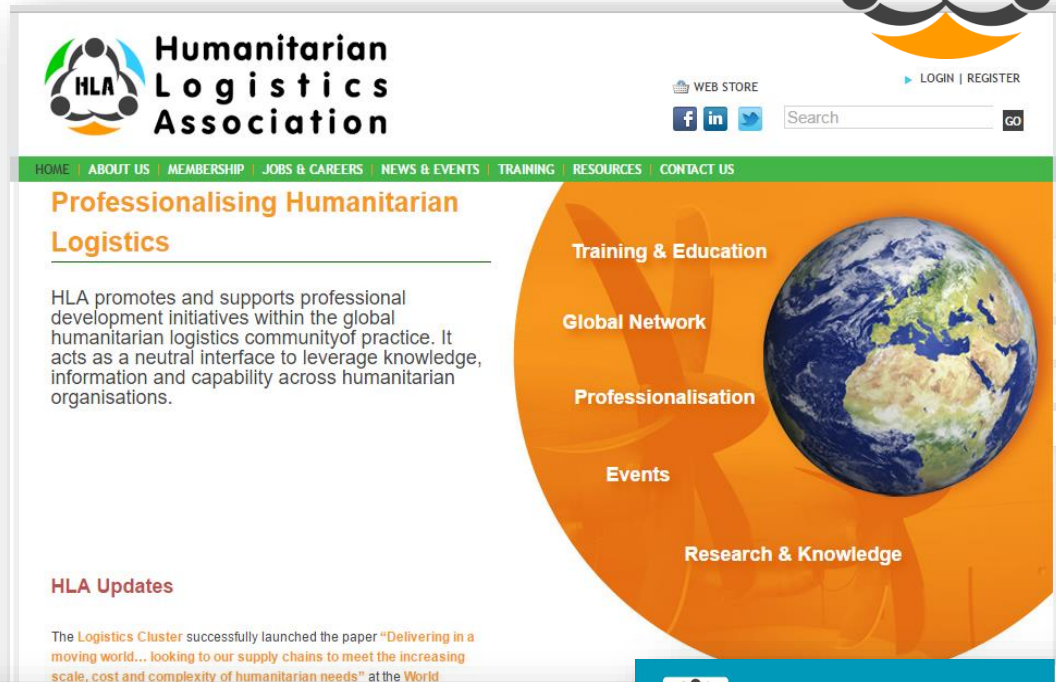 HLA
Humanitarian
Logistics
Association
WEB STORE
LOGIN | REGISTER
f in
Search
GO
HOME | ABOUT US | MEMBERSHIP | JOBS & CAREERS | NEWS & EVENTS | TRAINING | RESOURCES | CONTACT US
Professionalising Humanitarian
Logistics
HLA promotes and supports professional
development initiatives within the global
humanitarian logistics communityof practice. It
acts as a neutral interface to leverage knowledge,
information and capability across humanitarian
organisations.
Training & Education
Global Network
Professionalisation
Events
Research & Knowledge
HLA Updates
The Logistics Cluster successfully launched the paper “Delivering in a
moving world… looking to our supply chains to meet the increasing
scale, cost and complexity of humanitarian needs” at the World